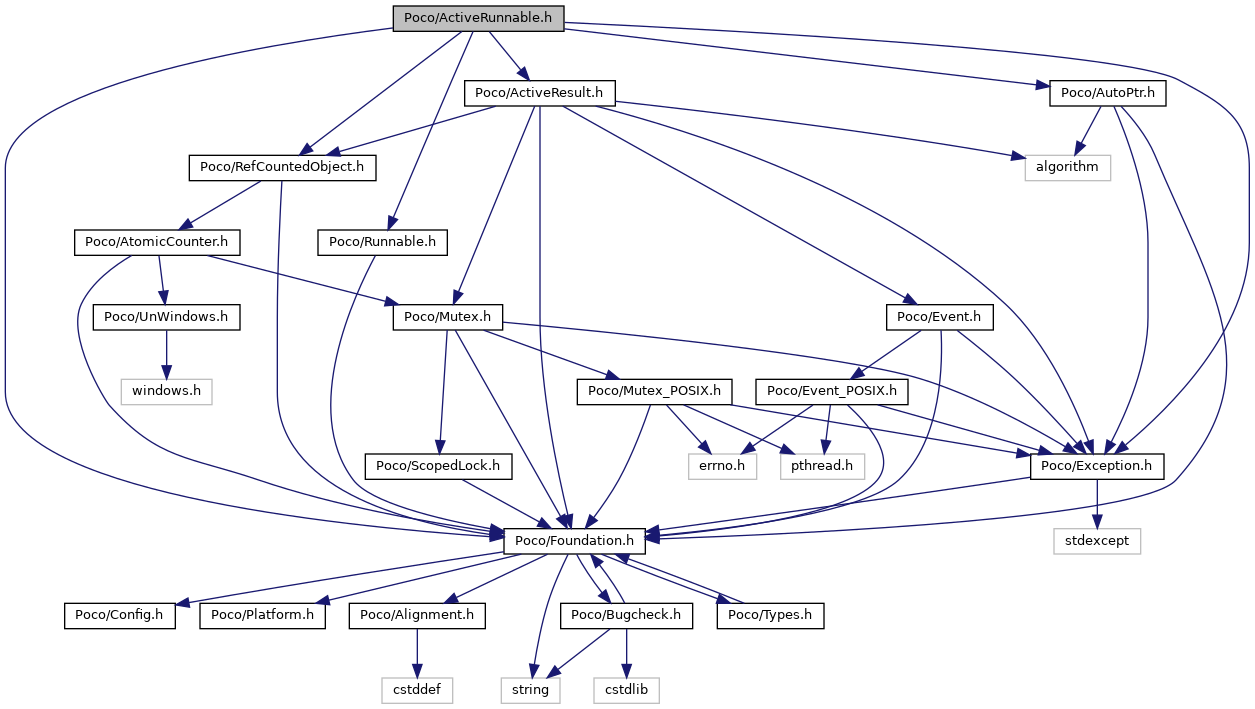 Poco/ActiveRunnable.h
Poco/ActiveResult.h
Poco/AutoPtr.h
Poco/RefCountedObject.h
algorithm
Poco/AtomicCounter.h
Poco/Runnable.h
Poco/UnWindows.h
Poco/Mutex.h
Poco/Event.h
windows.h
Poco/Mutex_POSIX.h
Poco/Event_POSIX.h
Poco/ScopedLock.h
errno.h
pthread.h
Poco/Exception.h
Poco/Foundation.h
stdexcept
Poco/Config.h
Poco/Platform.h
Poco/Alignment.h
Poco/Bugcheck.h
Poco/Types.h
cstddef
string
cstdlib